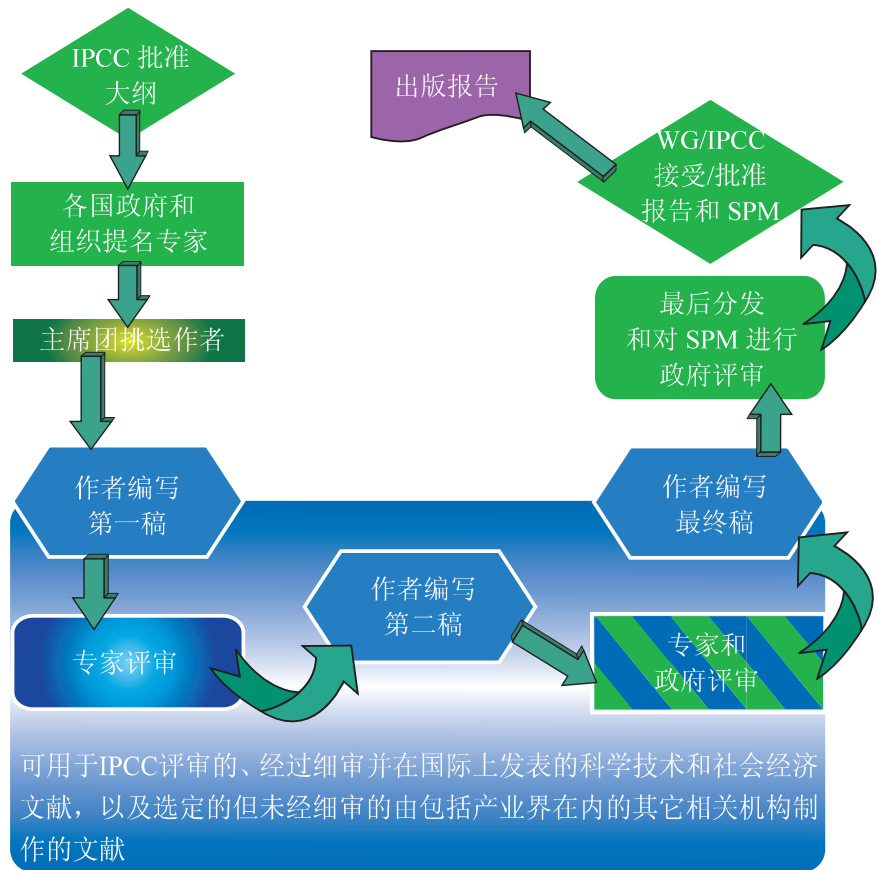 IPCC 批准
大纲
各国政府和
组织提名专家
主席团挑选作者
作者编写
第一稿
专家评审
作者编写
第二稿
专家和
政府评审
作者编写
最终稿
最后分发
和对 SPM 进行
政府评审
WG/IPCC
接受/批准
报告和 SPM
出版报告
可用于IPCC评审的、经过细审并在国际上发表的科学技术和社会经济
文献，以及选定的但未经细审的由包括产业界在内的其它相关机构制
作的文献